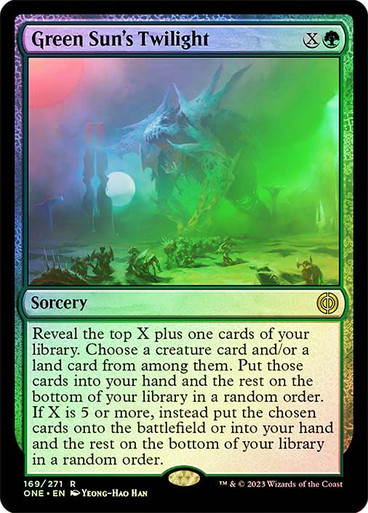 Green Sun's Twilight X
Sorcery
Reveal the top X plus one cards of your
library. Choose a creature card and/or a
land card from among them. Put those
cards into your hand and the rest on the
bottom of your library in a random order.
If X is 5 or more, instead put the chosen
cards onto the battlefield or into your hand
and the rest on the bottom of your library
in a random order.
169/271 R
ONE • EN Yeong-Hao Han
™ & © 2023 Wizards of the Coast